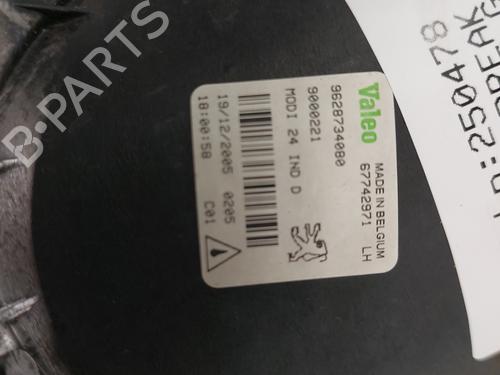 Valeo
MADE IN BELGIUM
9628734080
67742971 LH
9000221
MODI 24 IND D
19/12/2005 0205
18:00:58 C01
:250478
BREAK
B-PARTS